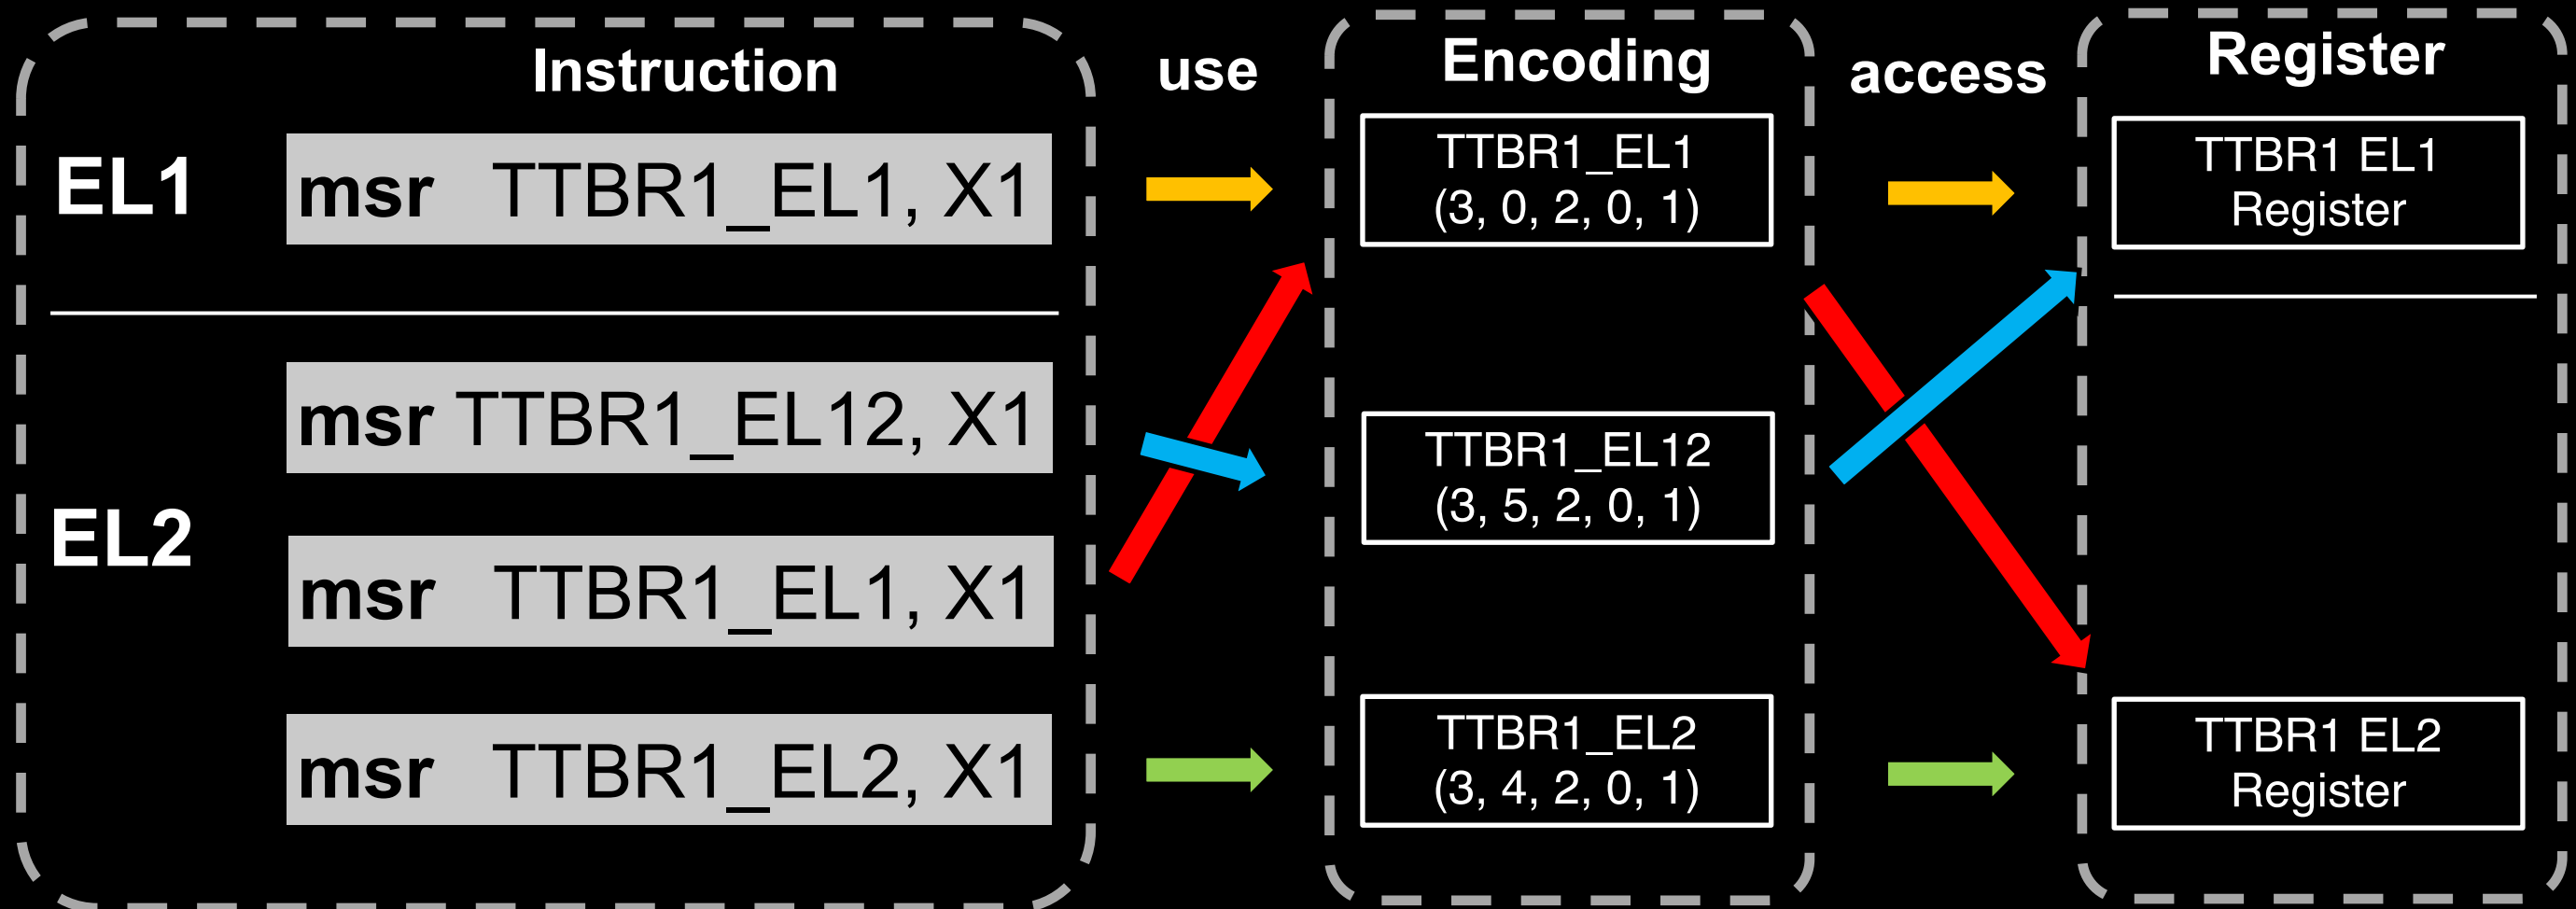 Instruction
use
Encoding
access
Register
EL1
msr TTBR1_EL1, X1
TTBR1_EL1
(3, 0, 2, 0, 1)
TTBR1 EL1
Register
EL2
msr TTBR1_EL12, X1
TTBR1_EL12
(3, 5, 2, 0, 1)
msr TTBR1_EL1, X1
msr TTBR1_EL2, X1
TTBR1_EL2
(3, 4, 2, 0, 1)
TTBR1 EL2
Register